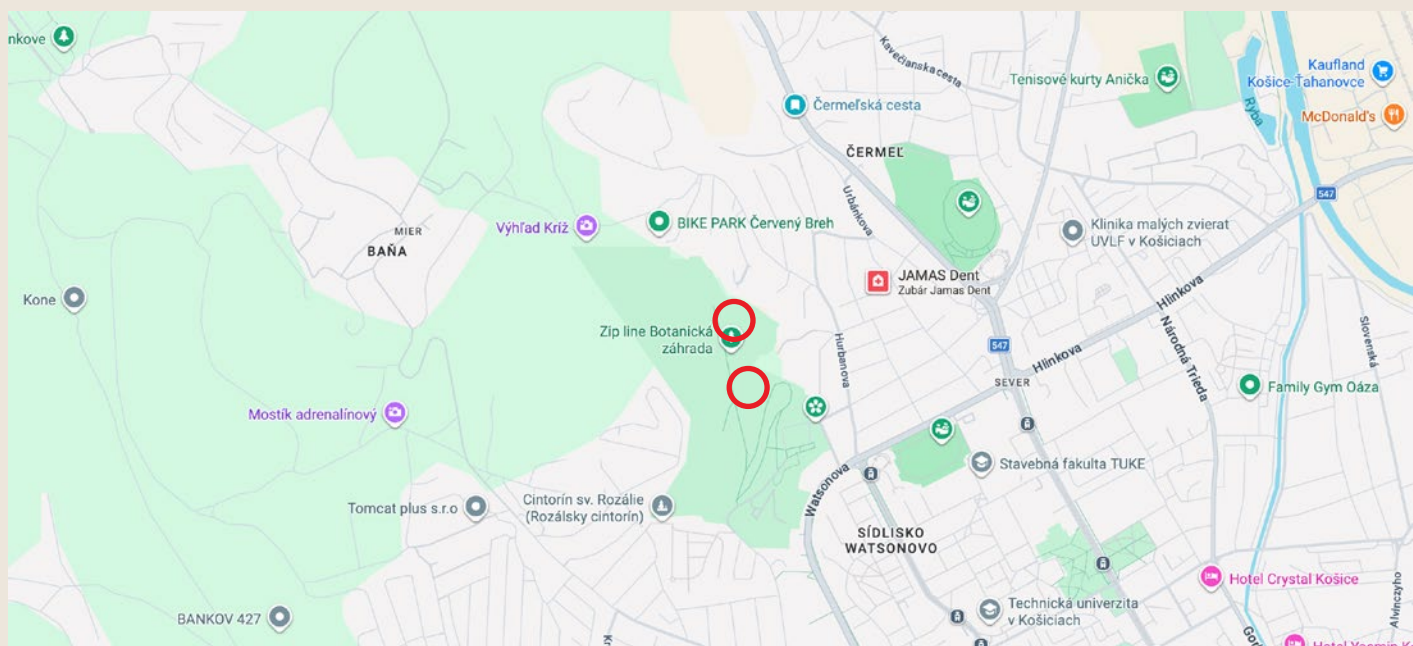 nkove
Kavečianska cesta
Tenisové kurty Anička
Kaufland
Košice-Ťahanovce
Ryba
McDonald's
Čermeľská cesta
ČERMEĽ
547
Urbánkova
Výhľad Kríž
BIKE PARK Červený Breh
Klinika malých zvierat
UVLF v Košiciach
MIER
BAŇA
JAMAS Dent
Zubár Jamas Dent
Kone
Hlinkova
Zip line Botanická
záhrada
Hurbanova
547
Hlinkova
Národná Trieda
Slovenská
SEVER
Family Gym Oáza
Mostík adrenalínový
Watsonova
Stavebná fakulta TUKE
Tomcat plus s.r.o
Cintorín sv. Rozálie
(Rozálsky cintorín)
SÍDLISKO
WATSONOVO
Hotel Crystal Košice
Alvinczyho
BANKOV 427
Technická univerzita
v Košiciach